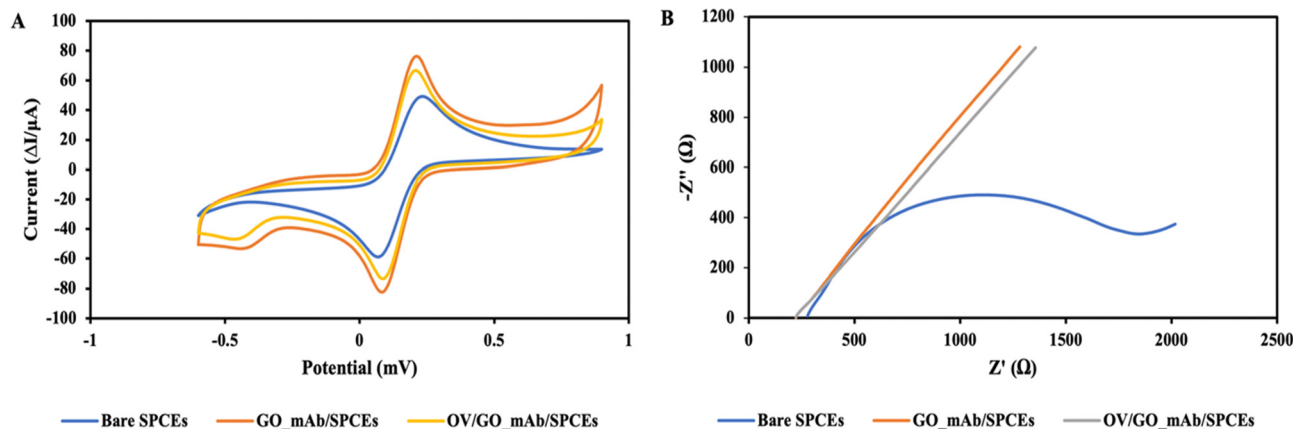 A
Current (ΔI/μA)
100
80
60
40
20
0
-20
-40
-60
-80
-100
-1
-0.5
0
0.5
1
Potential (mV)
Bare SPCEs
GO_mAb/SPCEs
OV/GO_mAb/SPCEs
B
-Z'' (Ω)
1200
1000
800
600
400
200
0
0
500
1000
1500
2000
2500
Z' (Ω)
Bare SPCEs
GO_mAb/SPCEs
OV/GO_mAb/SPCEs